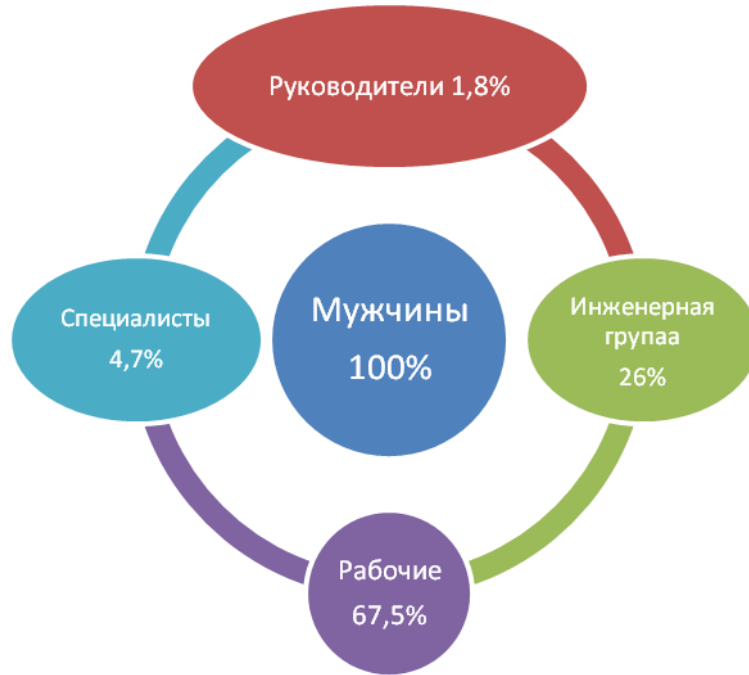 Руководители 1,8%
Мужчины
100%
Специалисты
4,7%
Инженерная
групаа
26%
Рабочие
67,5%